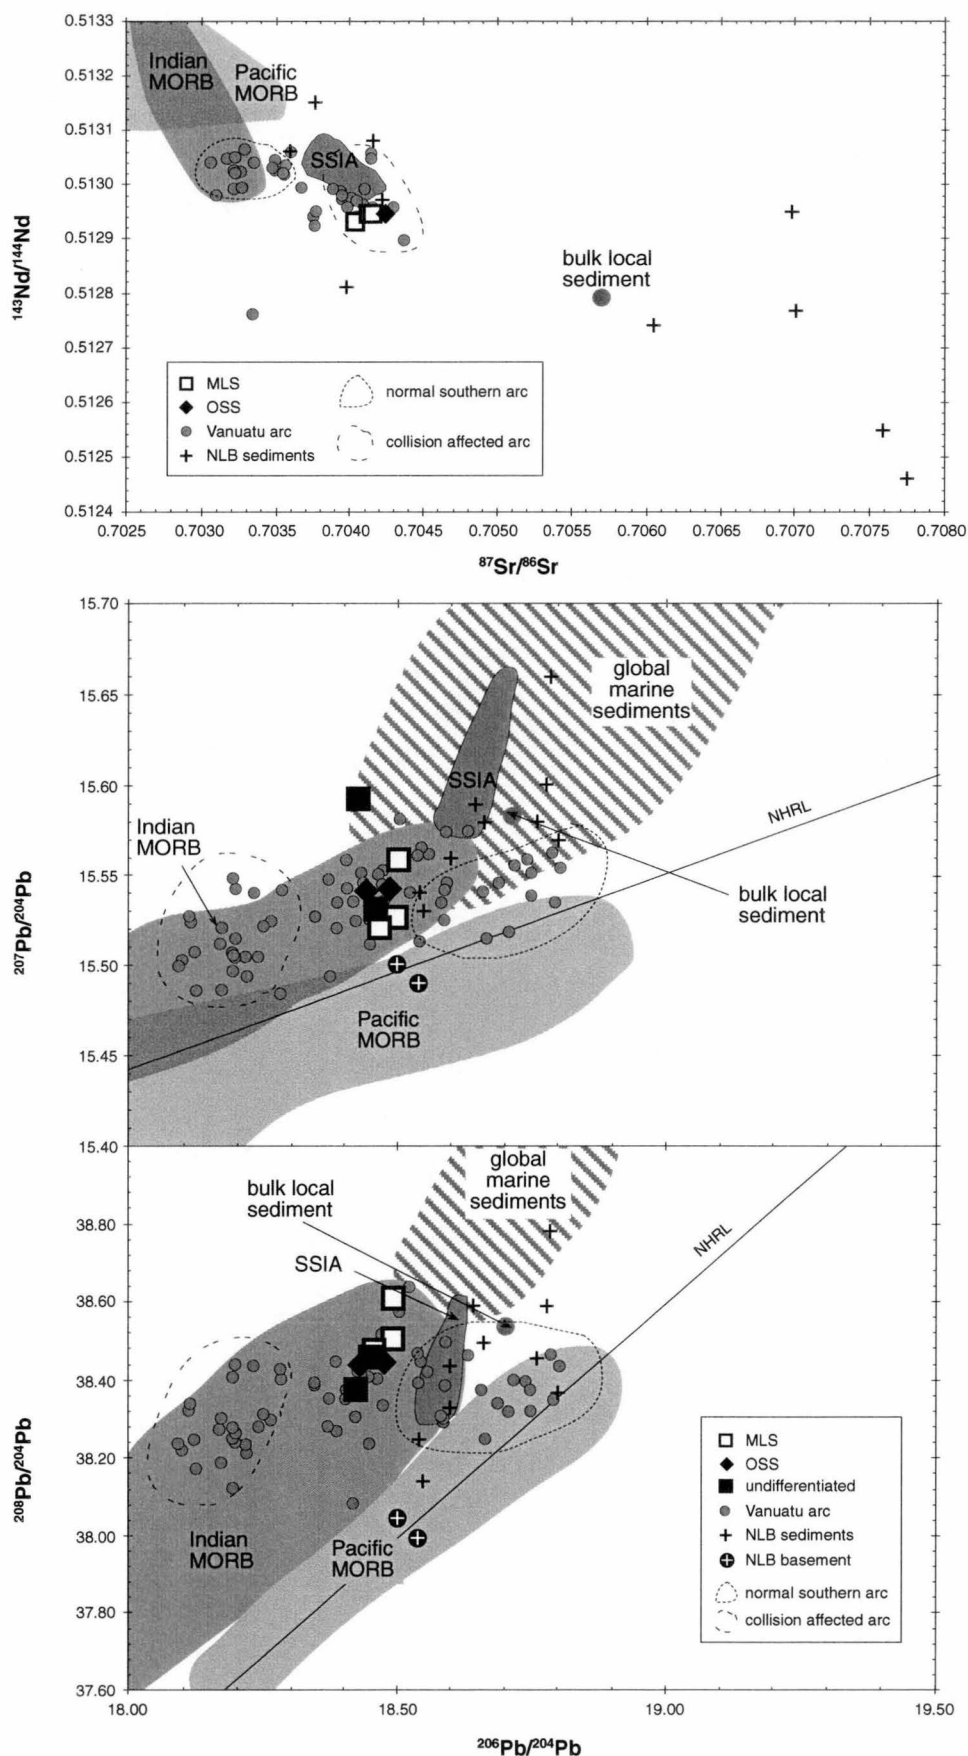 0.5133
0.5132
0.5131
0.5130
0.5129
0.5128
0.5127
0.5126
0.5125
0.5124
¹⁴³Nd/¹⁴⁴Nd
Indian
MORB
Pacific
MORB
SSIA
bulk local
sediment
MLS
OSS
Vanuatu arc
NLB sediments
normal southern arc
collision affected arc
0.7025 0.7030 0.7035 0.7040 0.7045 0.7050 0.7055 0.7060 0.7065 0.7070 0.7075 0.7080
⁸⁷Sr/⁸⁶Sr
15.70
15.65
15.60
15.55
15.50
15.45
15.40
²⁰⁷Pb/²⁰⁴Pb
global
marine
sediments
SSIA
NHRL
Indian
MORB
bulk local
sediment
Pacific
MORB
38.80
38.60
38.40
38.20
38.00
37.80
37.60
²⁰⁸Pb/²⁰⁴Pb
global
marine
sediments
bulk local
sediment
SSIA
NHRL
Indian
MORB
Pacific
MORB
MLS
OSS
undifferentiated
Vanuatu arc
NLB sediments
NLB basement
normal southern arc
collision affected arc
18.00 18.50 19.00 19.50
²⁰⁶Pb/²⁰⁴Pb